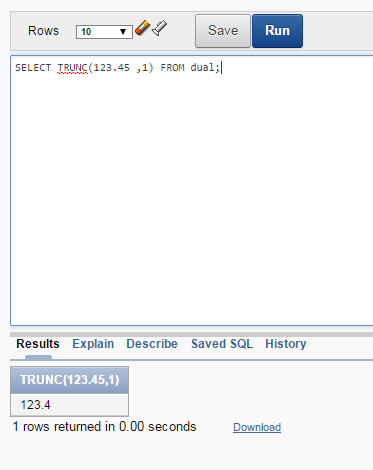 Rows 10 Save Run
SELECT TRUNC(123.45 ,1) FROM dual;
Results Explain Describe Saved SQL History
TRUNC(123.45,1)
123.4
1 rows returned in 0.00 seconds Download